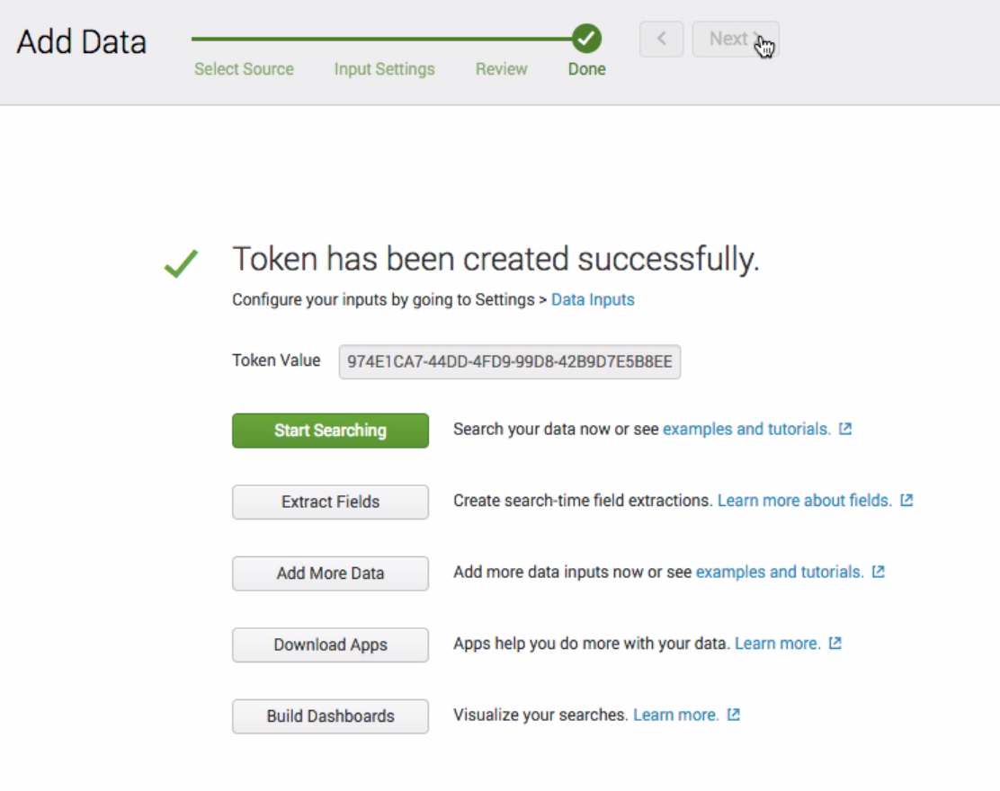 Add Data
Select Source Input Settings Review Done
< Next >
Token has been created successfully.
Configure your inputs by going to Settings > Data Inputs
Token Value 974E1CA7-44DD-4FD9-99D8-42B9D7E5B8EE
Start Searching Search your data now or see examples and tutorials.
Extract Fields Create search-time field extractions. Learn more about fields.
Add More Data Add more data inputs now or see examples and tutorials.
Download Apps Apps help you do more with your data. Learn more.
Build Dashboards Visualize your searches. Learn more.